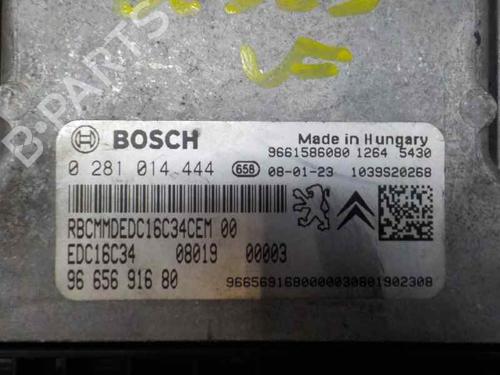 B-PARTS
BOSCH
Made in Hungary
0 281 014 444
658
9661586080 1264 5430
08-01-23 1039S20268
RBCMMDEDC16C34CEM 00
EDC16C34 08019 00003
96 656 916 80
9665691680000030801902308